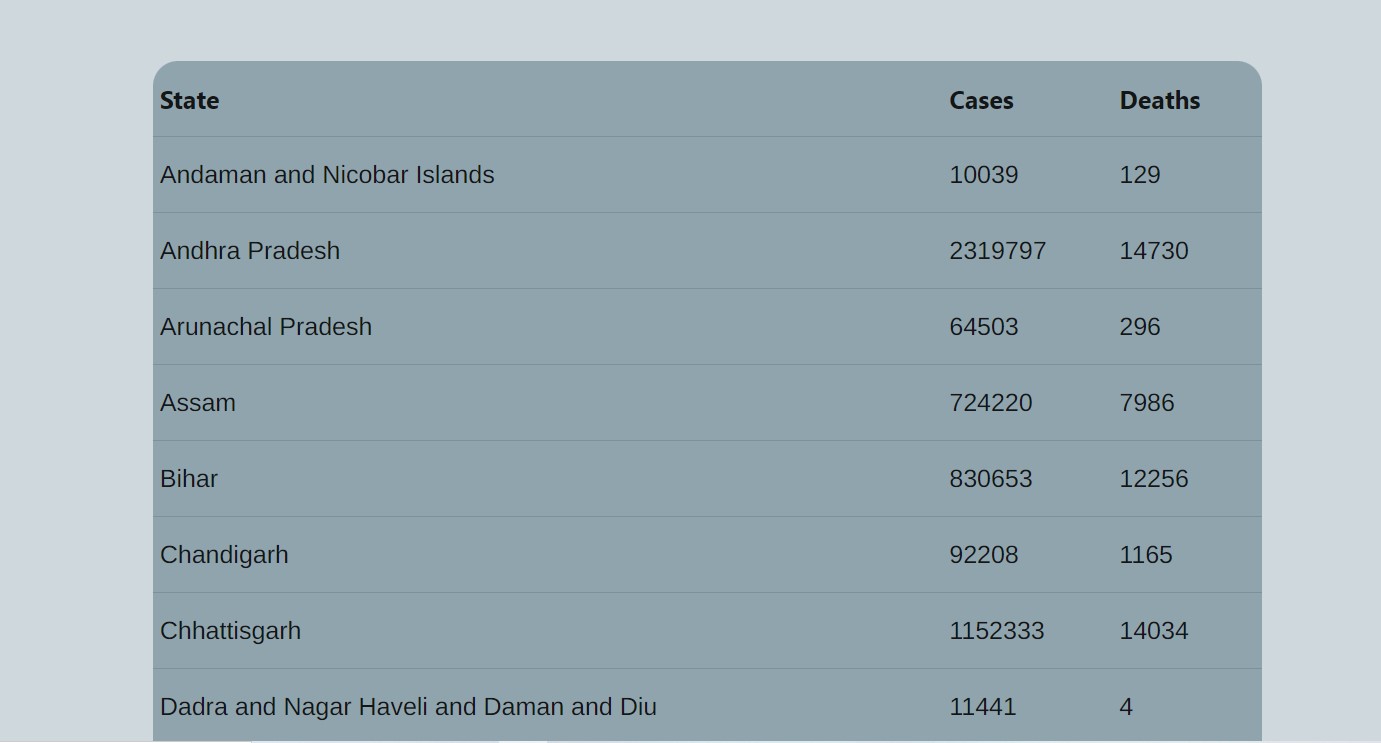 State Cases Deaths
Andaman and Nicobar Islands 10039 129
Andhra Pradesh 2319797 14730
Arunachal Pradesh 64503 296
Assam 724220 7986
Bihar 830653 12256
Chandigarh 92208 1165
Chhattisgarh 1152333 14034
Dadra and Nagar Haveli and Daman and Diu 11441 4